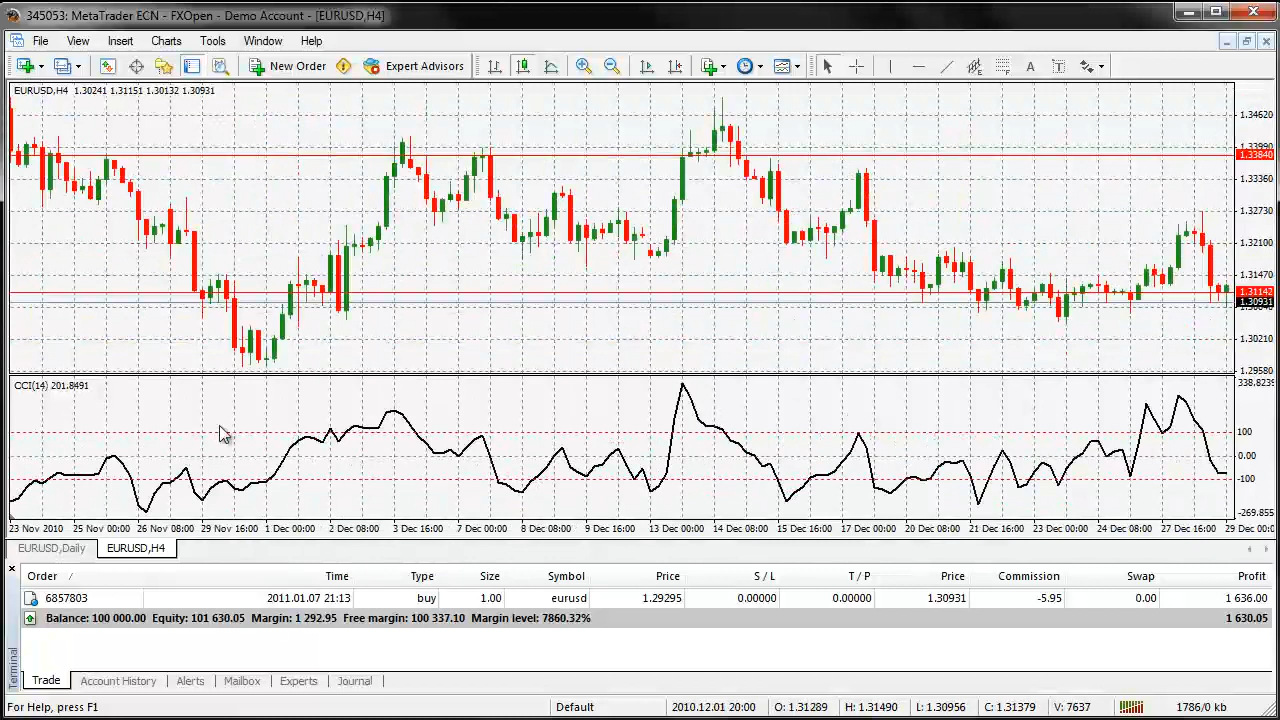 345053: MetaTrader ECN - FXOpen - Demo Account - [EURUSD,H4]
File View Insert Charts Tools Window Help
New Order Expert Advisors A T
EURUSD,H4 1.30241 1.31151 1.30132 1.30931
1.34620
1.33990
1.33840
1.33360
1.32730
1.32100
1.31470
1.31142
1.30931
1.30210
1.29580
CCI(14) 201.8491
338.8239
100
0.00
-100
-269.855
23 Nov 2010 25 Nov 00:00 26 Nov 08:00 29 Nov 16:00 1 Dec 00:00 2 Dec 08:00 3 Dec 16:00 7 Dec 00:00 8 Dec 08:00 9 Dec 16:00 13 Dec 00:00 14 Dec 08:00 15 Dec 16:00 17 Dec 00:00 20 Dec 08:00 21 Dec 16:00 23 Dec 00:00 24 Dec 08:00 27 Dec 16:00 29 Dec 00:0
EURUSD,Daily EURUSD,H4
Order / Time Type Size Symbol Price S / L T / P Price Commission Swap Profit
6857803 2011.01.07 21:13 buy 1.00 eurusd 1.29295 0.00000 0.00000 1.30931 -5.95 0.00 1 636.00
Balance: 100 000.00 Equity: 101 630.05 Margin: 1 292.95 Free margin: 100 337.10 Margin level: 7860.32% 1 630.05
Terminal
Trade Account History Alerts Mailbox Experts Journal
For Help, press F1 Default 2010.12.01 20:00 O: 1.31289 H: 1.31490 L: 1.30956 C: 1.31379 V: 7637 1786/0 kb